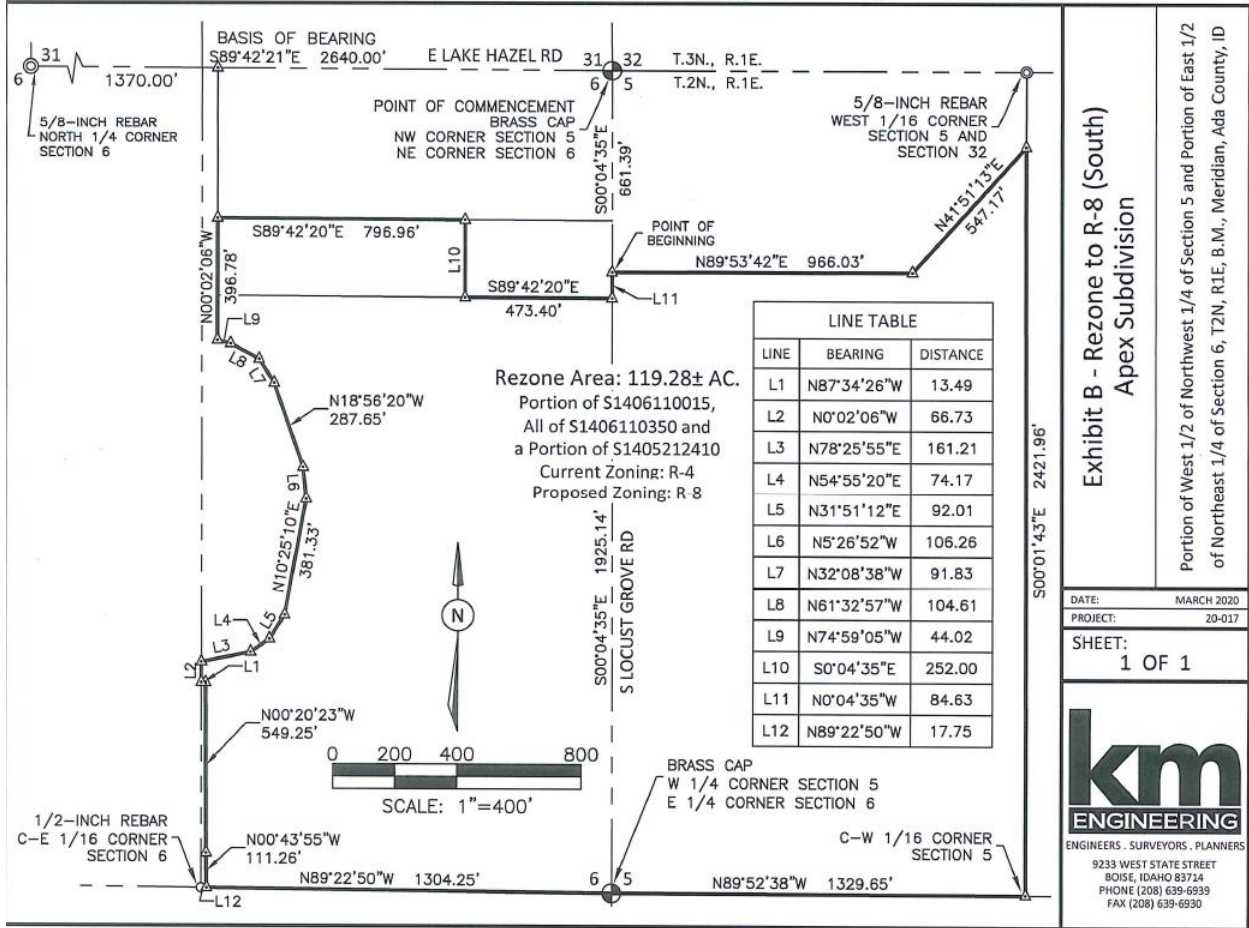 BASIS OF BEARING
S89°42'21"E 2640.00'
E LAKE HAZEL RD
31
6
1370.00'
31 32
6 5
T.3N., R.1E.
T.2N., R.1E.
5/8-INCH REBAR
NORTH 1/4 CORNER
SECTION 6
POINT OF COMMENCEMENT
BRASS CAP
NW CORNER SECTION 5
NE CORNER SECTION 6
S00°04'35"E
661.39'
5/8-INCH REBAR
WEST 1/16 CORNER
SECTION 5 AND
SECTION 32
N41°51'13"E
547.17'
S89°42'20"E 796.96'
L10
POINT OF
BEGINNING
N89°53'42"E 966.03'
N00°02'06"W
396.78'
S89°42'20"E
473.40'
L11
L9
L8
L7
N18°56'20"W
287.65'
L6
N10°25'10"E
381.33'
L5
L4
L3
L2
L1
Rezone Area: 119.28± AC.
Portion of S1406110015,
All of S1406110350 and
a Portion of S1405212410
Current Zoning: R-4
Proposed Zoning: R-8
S00°04'35"E 1925.14'
S LOCUST GROVE RD
LINE TABLE
LINE BEARING DISTANCE
L1 N87°34'26"W 13.49
L2 N0°02'06"W 66.73
L3 N78°25'55"E 161.21
L4 N54°55'20"E 74.17
L5 N31°51'12"E 92.01
L6 N5°26'52"W 106.26
L7 N32°08'38"W 91.83
L8 N61°32'57"W 104.61
L9 N74°59'05"W 44.02
L10 S0°04'35"E 252.00
L11 N0°04'35"W 84.63
L12 N89°22'50"W 17.75
S00°01'43"E 2421.96'
N
N00°20'23"W
549.25'
0 200 400 800
SCALE: 1"=400'
BRASS CAP
W 1/4 CORNER SECTION 5
E 1/4 CORNER SECTION 6
1/2-INCH REBAR
C-E 1/16 CORNER
SECTION 6
N00°43'55"W
111.26'
C-W 1/16 CORNER
SECTION 5
N89°22'50"W 1304.25'
6 5
N89°52'38"W 1329.65'
L12
Exhibit B - Rezone to R-8 (South)
Apex Subdivision
Portion of West 1/2 of Northwest 1/4 of Section 5 and Portion of East 1/2
of Northeast 1/4 of Section 6, T2N, R1E, B.M., Meridian, Ada County, ID
DATE: MARCH 2020
PROJECT: 20-017
SHEET:
1 OF 1
km
ENGINEERING
ENGINEERS . SURVEYORS . PLANNERS
9233 WEST STATE STREET
BOISE, IDAHO 83714
PHONE (208) 639-6939
FAX (208) 639-6930